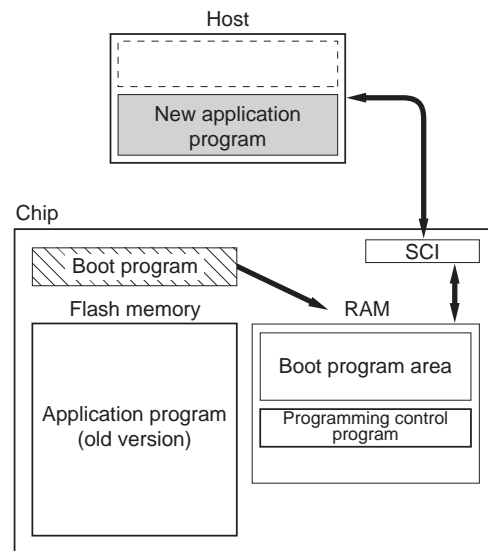 Host
New application
program
Chip
SCI
Boot program
Flash memory
RAM
Boot program area
Application program
(old version)
Programming control
program